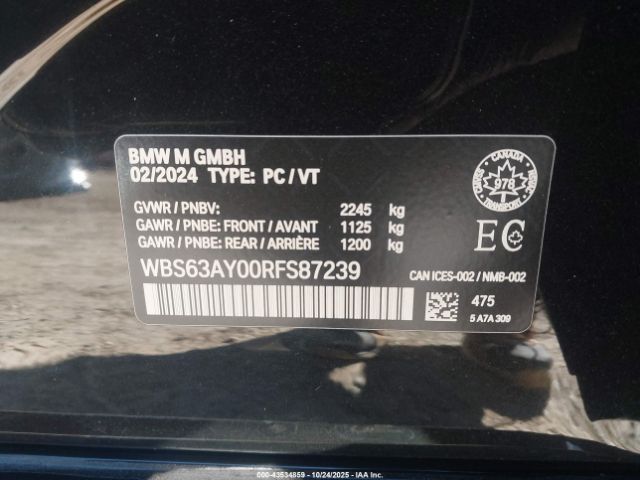 BMW M GMBH
02/2024 TYPE: PC/VT
GVWR / PNBV: 2245 kg
GAWR / PNBE: FRONT / AVANT 1125 kg
GAWR / PNBE: REAR / ARRIÈRE 1200 kg
WBS63AY00RFS87239
CANADA
978
TRANSPORT
EC
CAN ICES-002 / NMB-002
475
5 A7A 309
000-43534859 | 10/24/2025 | IAA Inc.